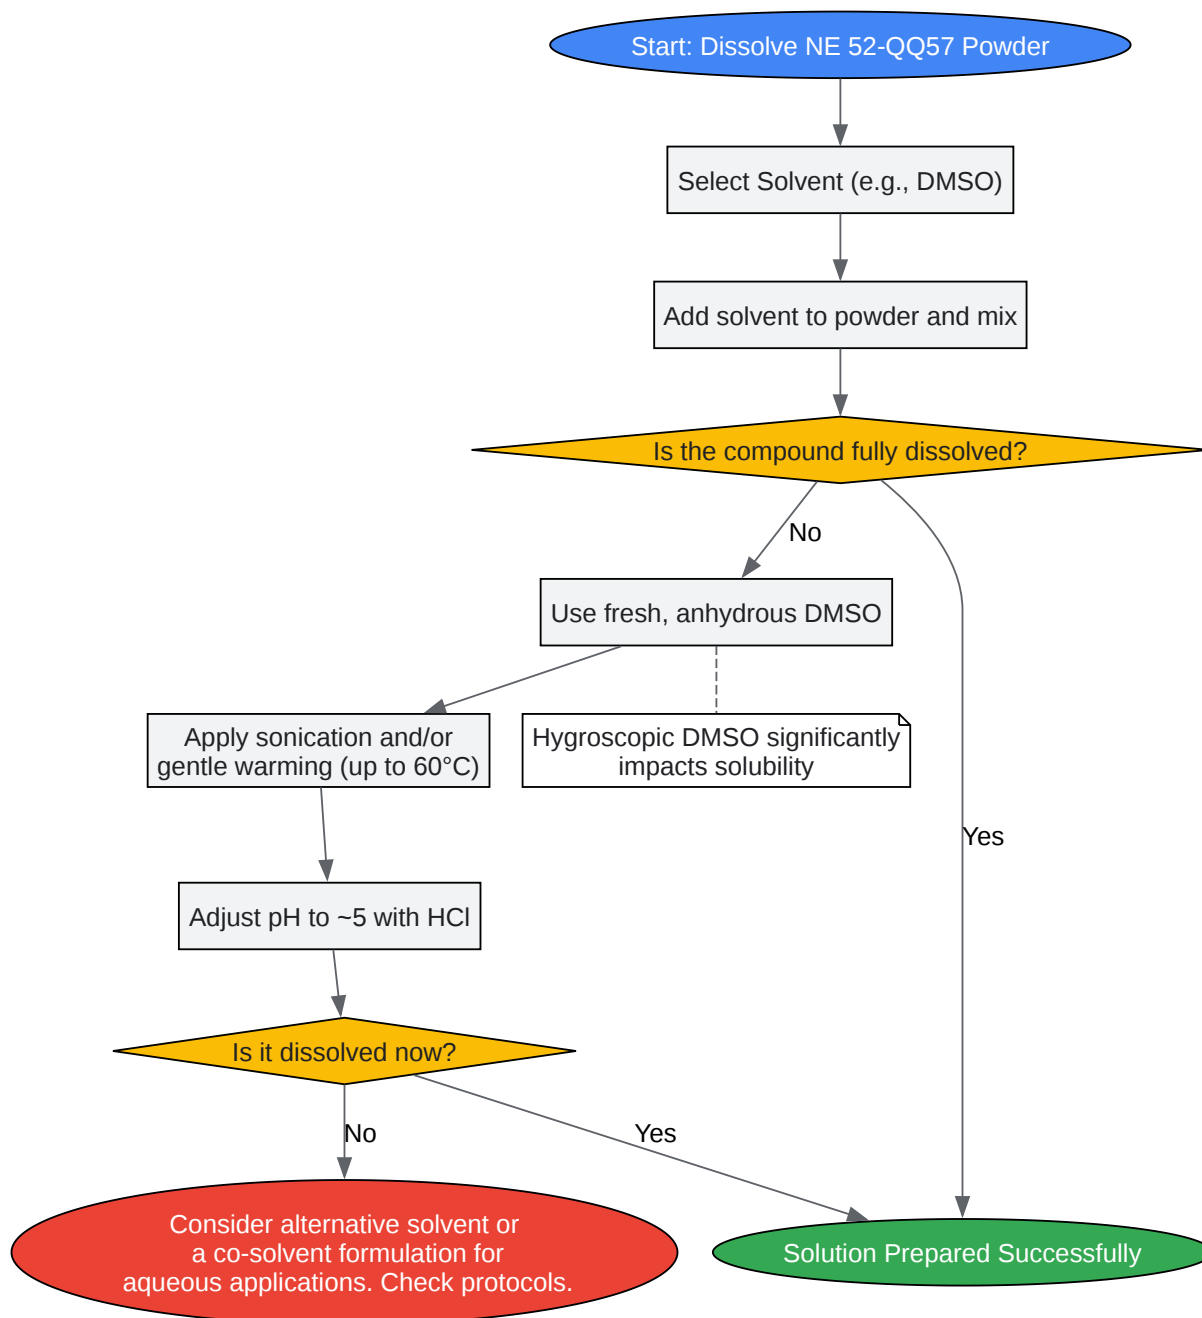 Start: Dissolve NE 52-QQ57 Powder
Select Solvent (e.g., DMSO)
Add solvent to powder and mix
Is the compound fully dissolved?
No
Use fresh, anhydrous DMSO
Apply sonication and/or
gentle warming (up to 60°C)
Hygroscopic DMSO significantly
impacts solubility
Yes
Adjust pH to ~5 with HCl
Is it dissolved now?
No
Yes
Consider alternative solvent or
a co-solvent formulation for
aqueous applications. Check protocols.
Solution Prepared Successfully